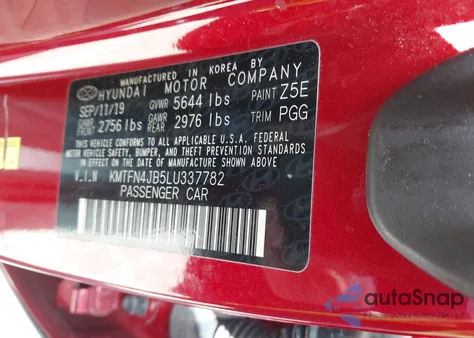 MANUFACTURED IN KOREA BY
HYUNDAI MOTOR COMPANY
SEP/11/19 GVWR 5644 lbs PAINT Z5E
GAWR FRONT 2756 lbs GAWR REAR 2976 lbs TRIM PGG
THIS VEHICLE CONFORMS TO ALL APPLICABLE U.S.A. FEDERAL
MOTOR VEHICLE SAFETY, BUMPER, AND THEFT PREVENTION STANDARDS
IN EFFECT ON THE DATE OF MANUFACTURE SHOWN ABOVE.
V.I.N KMTFN4JB5LU337782
PASSENGER CAR
autoSnap